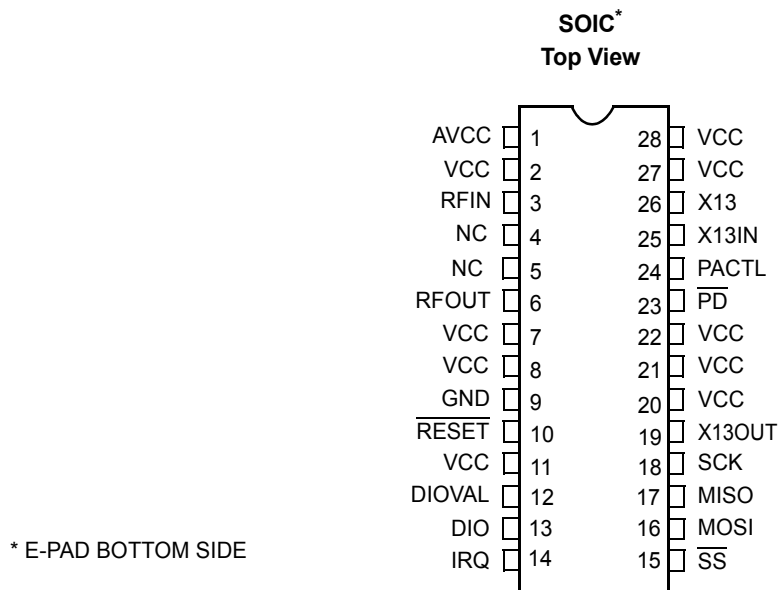 SOIC*
Top View
AVCC 1 28 VCC
VCC 2 27 VCC
RFIN 3 26 X13
NC 4 25 X13IN
NC 5 24 PACTL
RFOUT 6 23 P̅D̅
VCC 7 22 VCC
VCC 8 21 VCC
GND 9 20 VCC
R̅E̅S̅E̅T̅ 10 19 X13OUT
VCC 11 18 SCK
DIOVAL 12 17 MISO
DIO 13 16 MOSI
IRQ 14 15 S̅S̅
* E-PAD BOTTOM SIDE